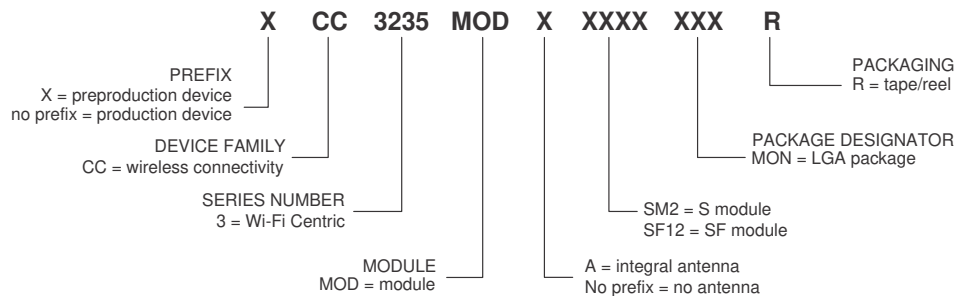 X CC 3235 MOD X XXXX XXX R
PREFIX
X = preproduction device
no prefix = production device
DEVICE FAMILY
CC = wireless connectivity
SERIES NUMBER
3 = Wi-Fi Centric
MODULE
MOD = module
PACKAGING
R = tape/reel
PACKAGE DESIGNATOR
MON = LGA package
SM2 = S module
SF12 = SF module
A = integral antenna
No prefix = no antenna